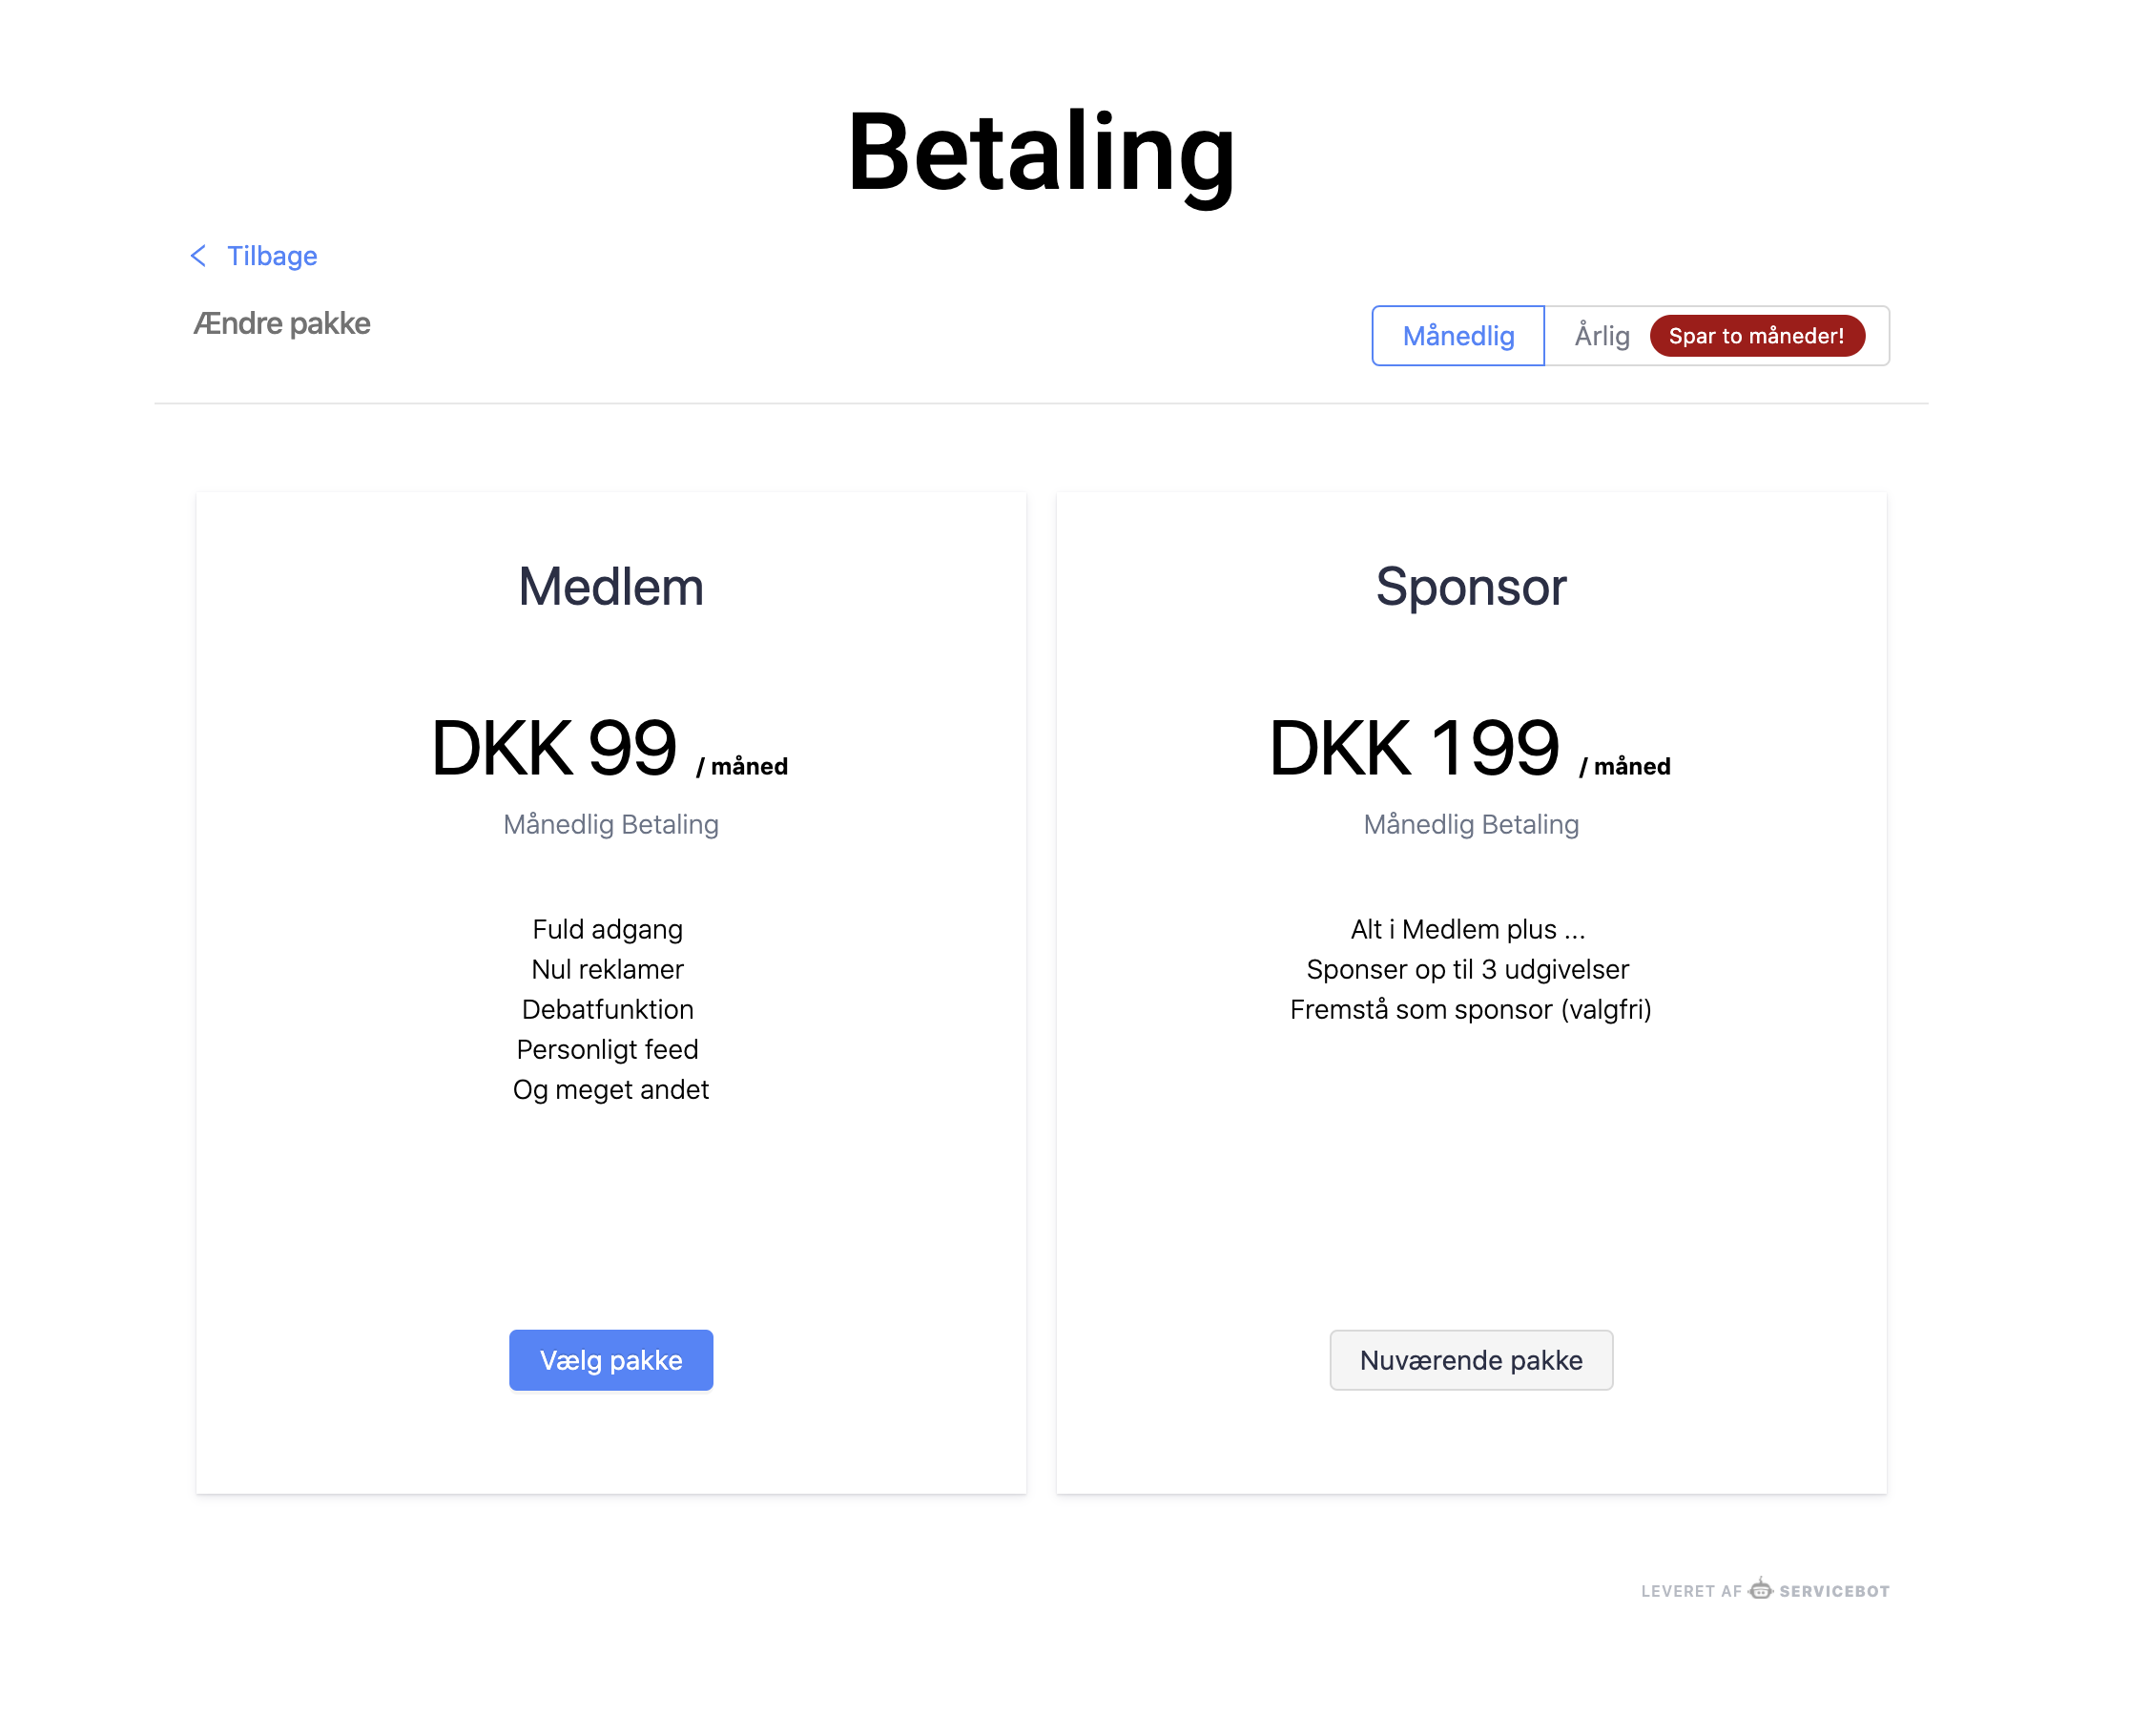 Betaling
Tilbage
Ændre pakke
Månedlig
Årlig
Spar to måneder!
Medlem
DKK 99 / måned
Månedlig Betaling
Fuld adgang
Nul reklamer
Debatfunktion
Personligt feed
Og meget andet
Vælg pakke
Sponsor
DKK 199 / måned
Månedlig Betaling
Alt i Medlem plus ...
Sponser op til 3 udgivelser
Fremstå som sponsor (valgfri)
Nuværende pakke
LEVERET AF SERVICEBOT